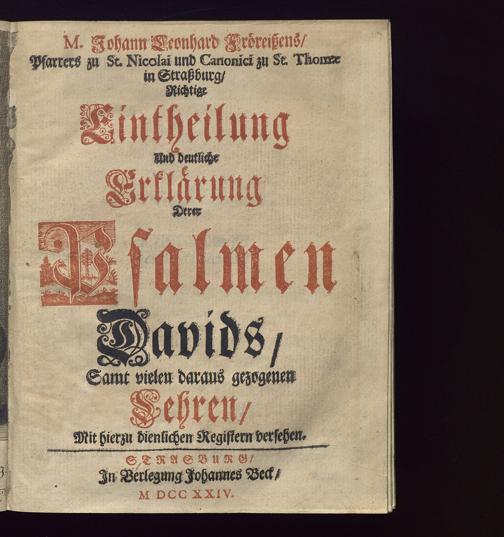 M. Johann Leonhard Fröreißens/
Pfarrers zu St. Nicolai und Canonici zu St. Thomæ
in Straßburg/
Richtige
Eintheilung
Und deutliche
Erklärung
Derer
Psalmen
Davids/
Samt vielen daraus gezogenen
Lehren/
Mit hierzu dienlichen Registern versehen.
STRASBURG/
In Verlegung Johannes Beck/
M DCC XXIV.